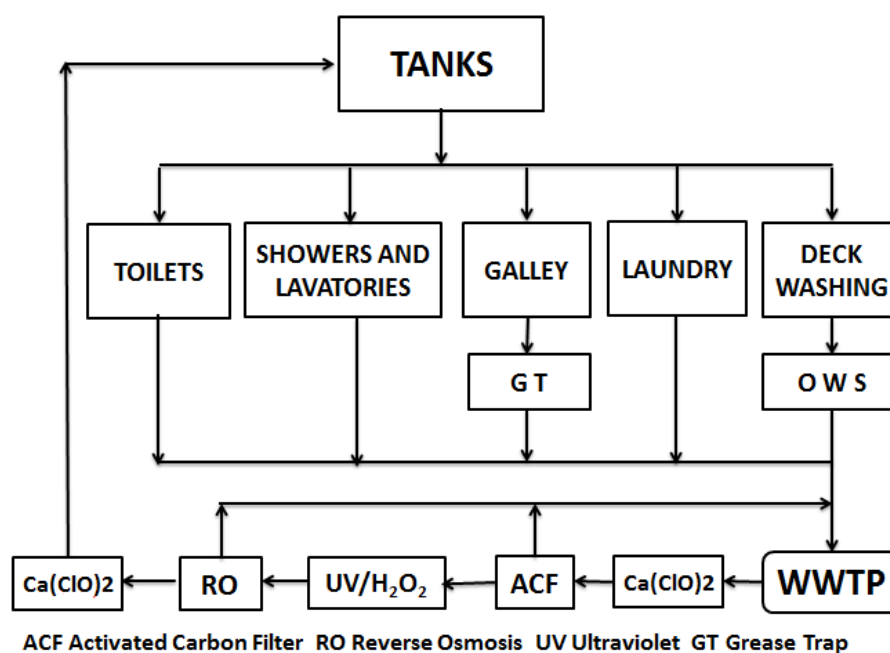 TANKS
TOILETS
SHOWERS AND
LAVATORIES
GALLEY
LAUNDRY
DECK
WASHING
G T
O W S
Ca(ClO)2
RO
UV/H₂O₂
ACF
Ca(ClO)2
WWTP
ACF Activated Carbon Filter RO Reverse Osmosis UV Ultraviolet GT Grease Trap